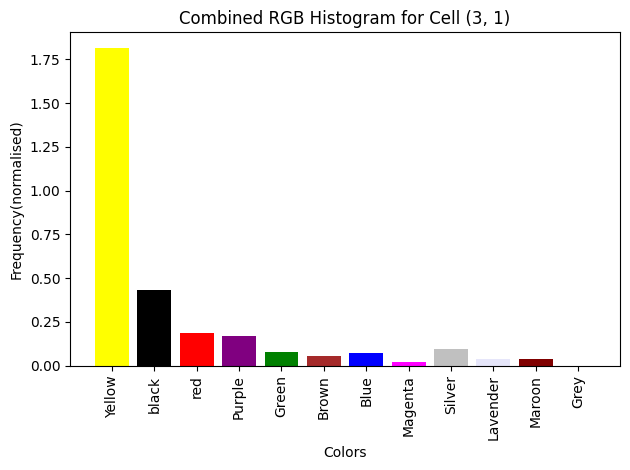 Combined RGB Histogram for Cell (3, 1)
Frequency(normalised)
1.75
1.50
1.25
1.00
0.75
0.50
0.25
0.00
Yellow
black
red
Purple
Green
Brown
Blue
Magenta
Silver
Lavender
Maroon
Grey
Colors